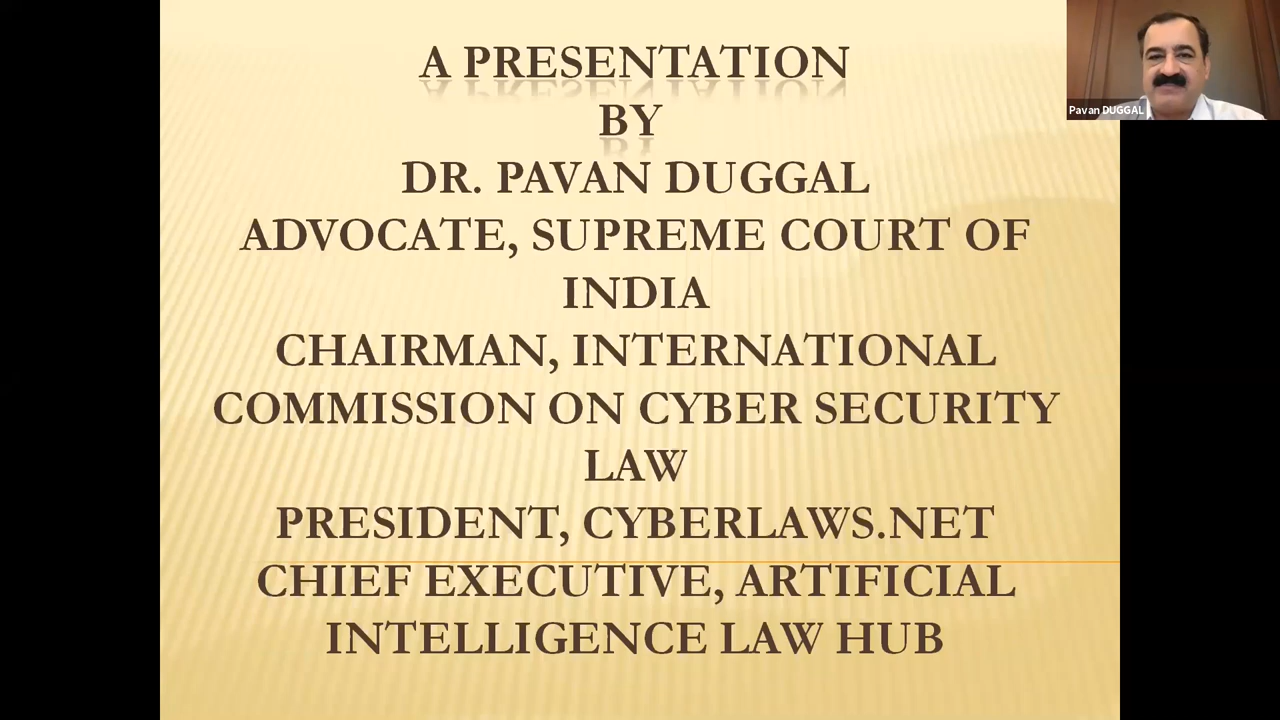 A PRESENTATION
BY
DR. PAVAN DUGGAL
ADVOCATE, SUPREME COURT OF
INDIA
CHAIRMAN, INTERNATIONAL
COMMISSION ON CYBER SECURITY
LAW
PRESIDENT, CYBERLAWS.NET
CHIEF EXECUTIVE, ARTIFICIAL
INTELLIGENCE LAW HUB
Pavan DUGGAL